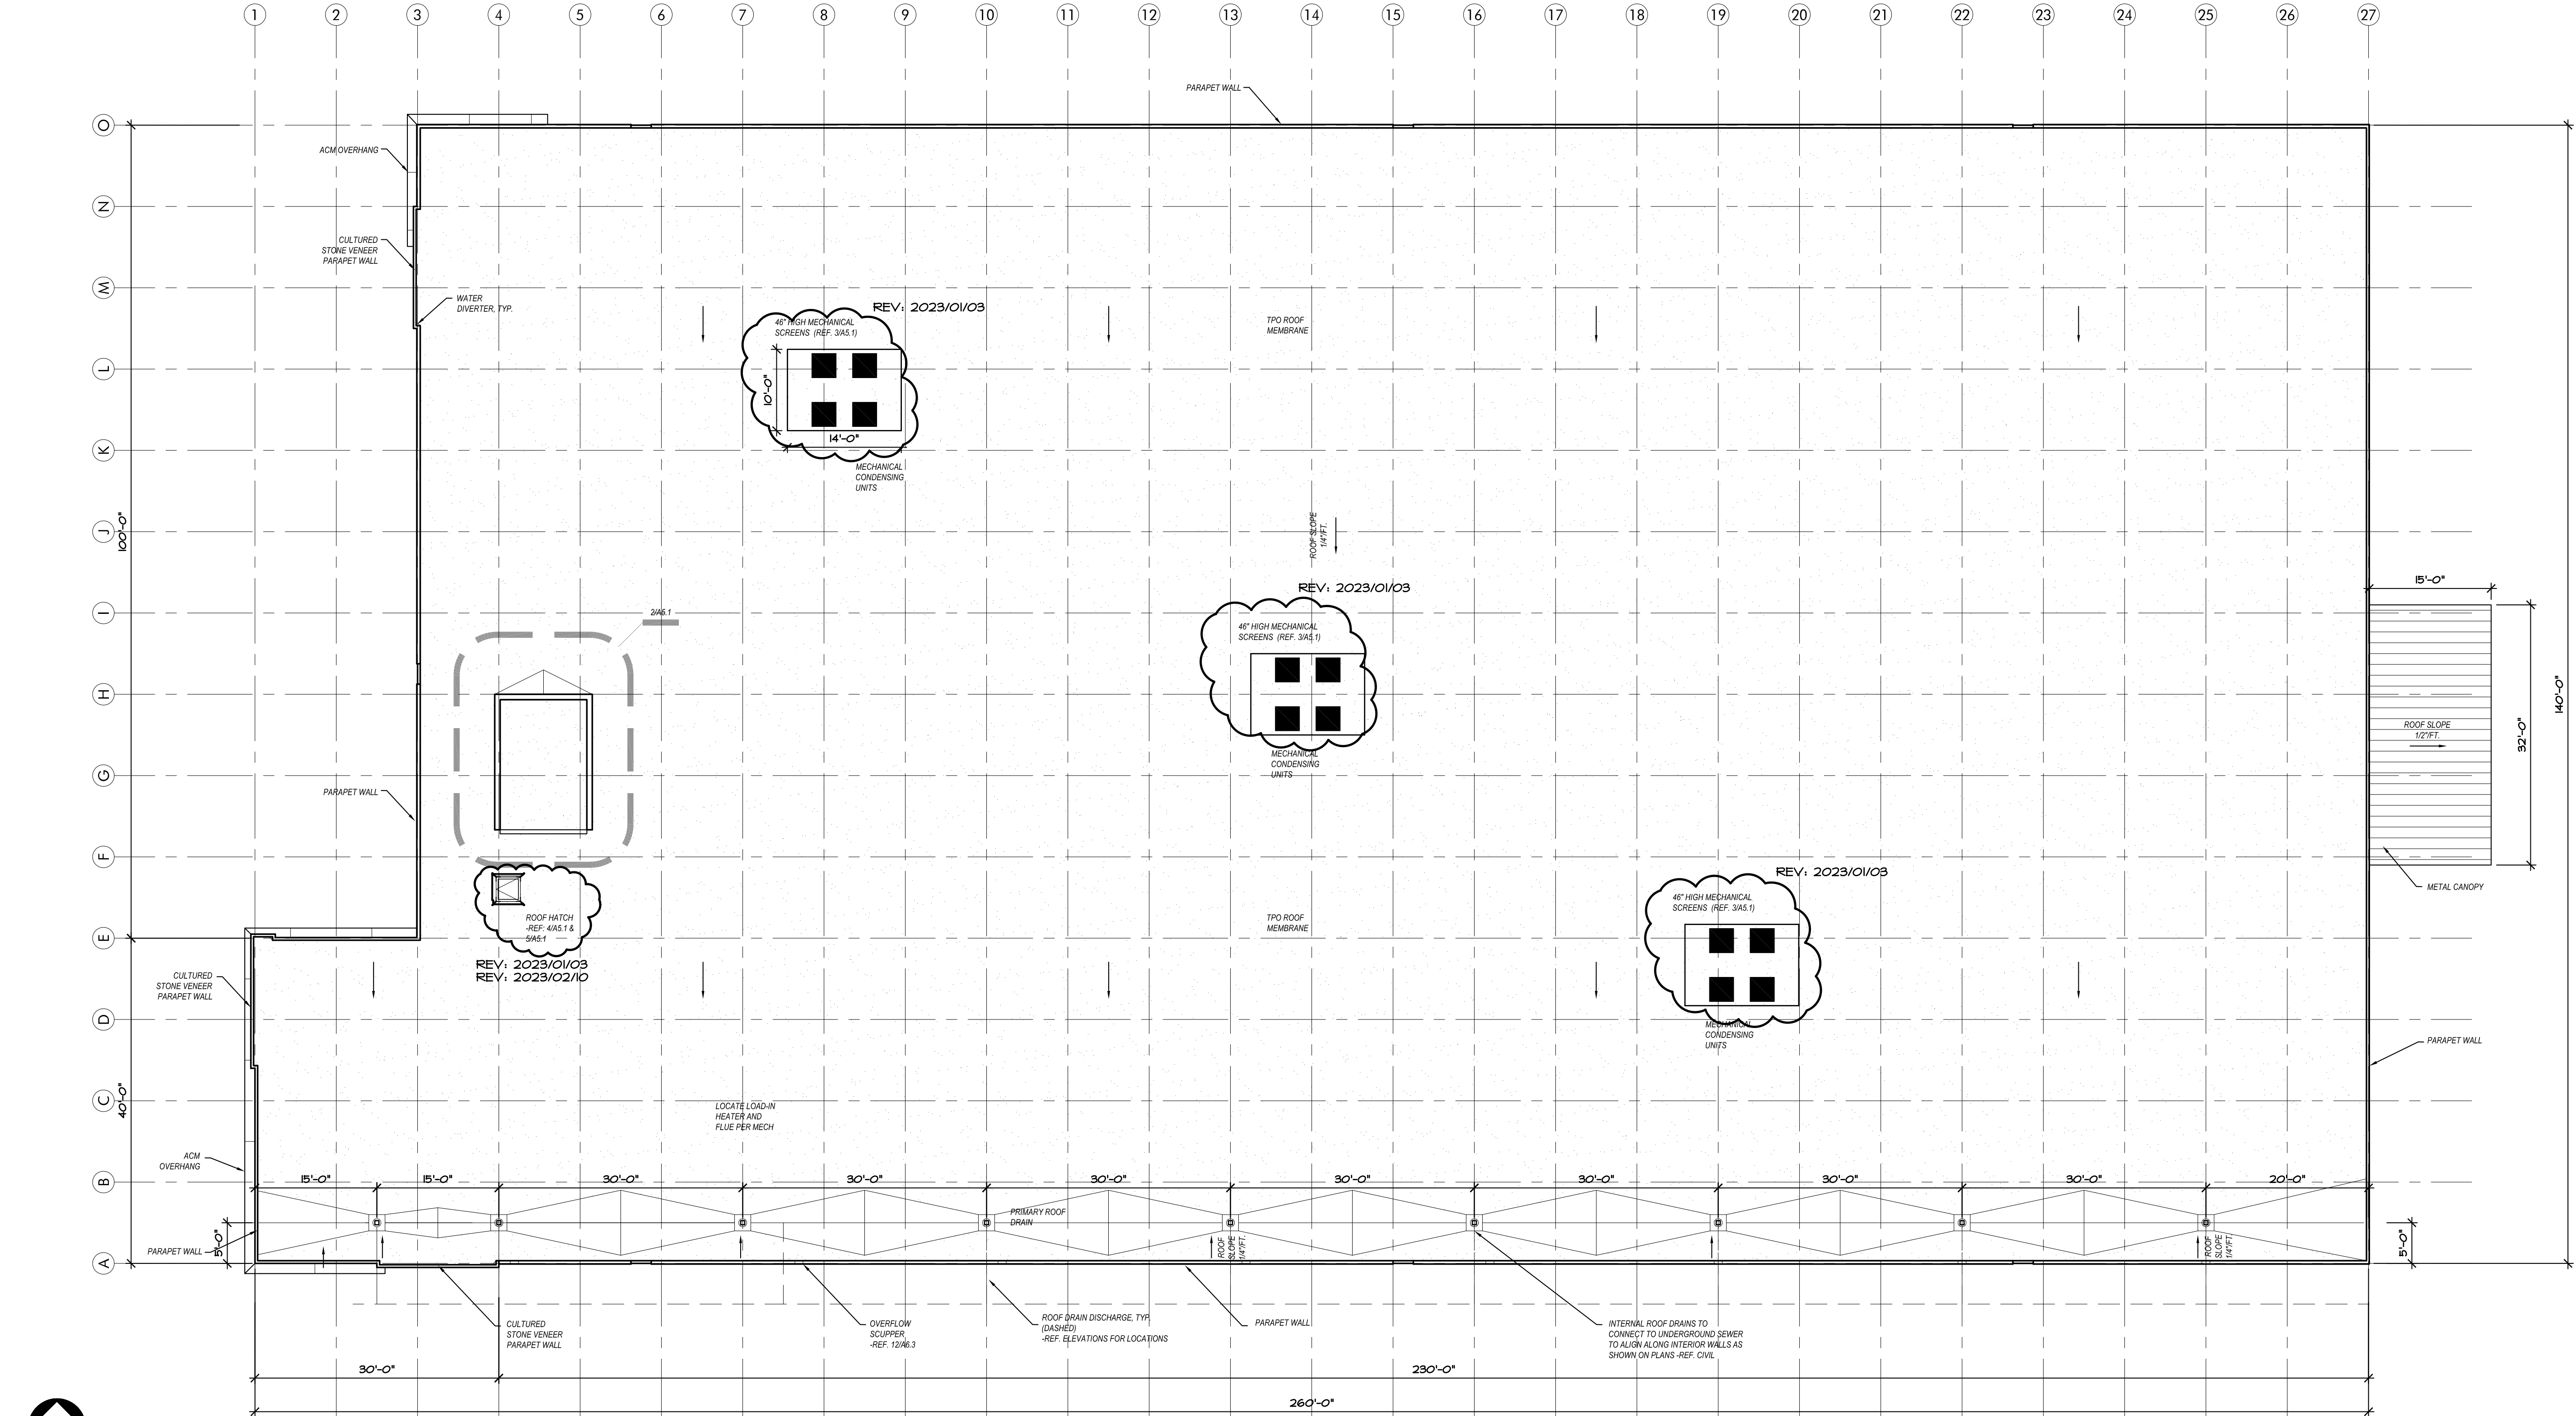 1 2 3 4 5 6 7 8 9 10 11 12 13 14 15 16 17 18 19 20 21 22 23 24 25 26 27
PARAPET WALL
O
ACM OVERHANG
N
CULTURED
STONE VENEER
PARAPET WALL
M
WATER
DIVERTER, TYP.
REV: 2023/01/03
46" HIGH MECHANICAL
SCREENS (REF. 3/A5.1)
TPO ROOF
MEMBRANE
L
10'-0"
14'-0"
K
MECHANICAL
CONDENSING
UNITS
J
100'-0"
ROOF SLOPE
1/4"/FT.
REV: 2023/01/03
15'-0"
I
2/A5.1
46" HIGH MECHANICAL
SCREENS (REF. 3/A5.1)
H
140'-0"
ROOF SLOPE
1/2"/FT.
32'-0"
MECHANICAL
CONDENSING
UNITS
G
PARAPET WALL
F
REV: 2023/01/03
METAL CANOPY
46" HIGH MECHANICAL
SCREENS (REF. 3/A5.1)
ROOF HATCH
-REF: 4/A5.1 &
5/A5.1
TPO ROOF
MEMBRANE
E
REV: 2023/01/03
REV: 2023/02/10
CULTURED
STONE VENEER
PARAPET WALL
D
MECHANICAL
CONDENSING
UNITS
PARAPET WALL
C
40'-0"
LOCATE LOAD-IN
HEATER AND
FLUE PER MECH
ACM
OVERHANG
B
15'-0" 15'-0" 30'-0" 30'-0" 30'-0" 30'-0" 30'-0" 30'-0" 30'-0" 20'-0"
PRIMARY ROOF
DRAIN
PARAPET WALL
5'-0"
ROOF
SLOPE
1/4"/FT.
ROOF
SLOPE
1/4"/FT.
5'-0"
A
CULTURED
STONE VENEER
PARAPET WALL
OVERFLOW
SCUPPER
-REF. 12/A6.3
ROOF DRAIN DISCHARGE, TYP.
(DASHED)
-REF. ELEVATIONS FOR LOCATIONS
PARAPET WALL
INTERNAL ROOF DRAINS TO
CONNECT TO UNDERGROUND SEWER
TO ALIGN ALONG INTERIOR WALLS AS
SHOWN ON PLANS -REF. CIVIL
30'-0" 230'-0"
260'-0"